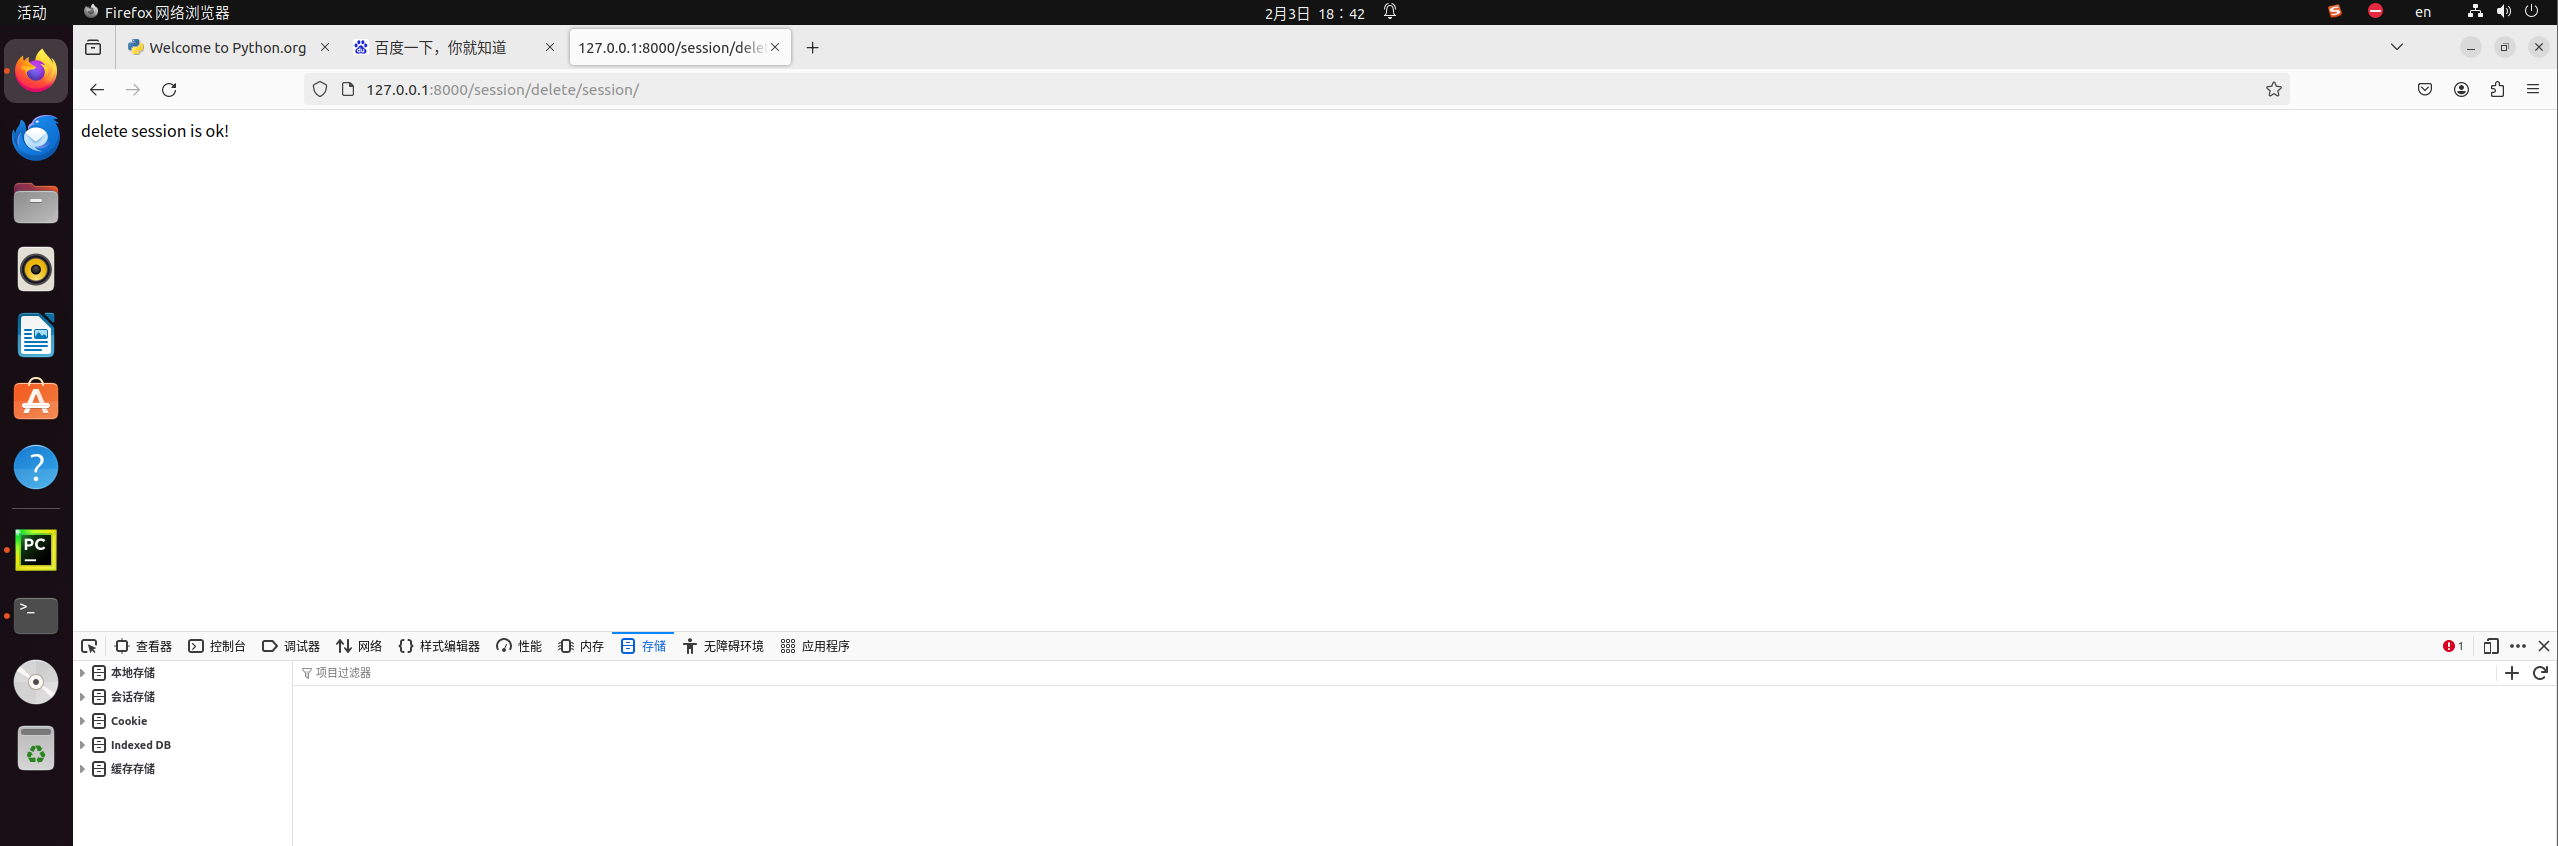 活动
Firefox 网络浏览器
2月3日 18：42
en
Welcome to Python.org
百度一下，你就知道
127.0.0.1:8000/session/dele
127.0.0.1:8000/session/delete/session/
delete session is ok!
PC
>_
查看器
控制台
调试器
网络
样式编辑器
性能
内存
存储
无障碍环境
应用程序
1
本地存储
项目过滤器
会话存储
Cookie
Indexed DB
缓存存储